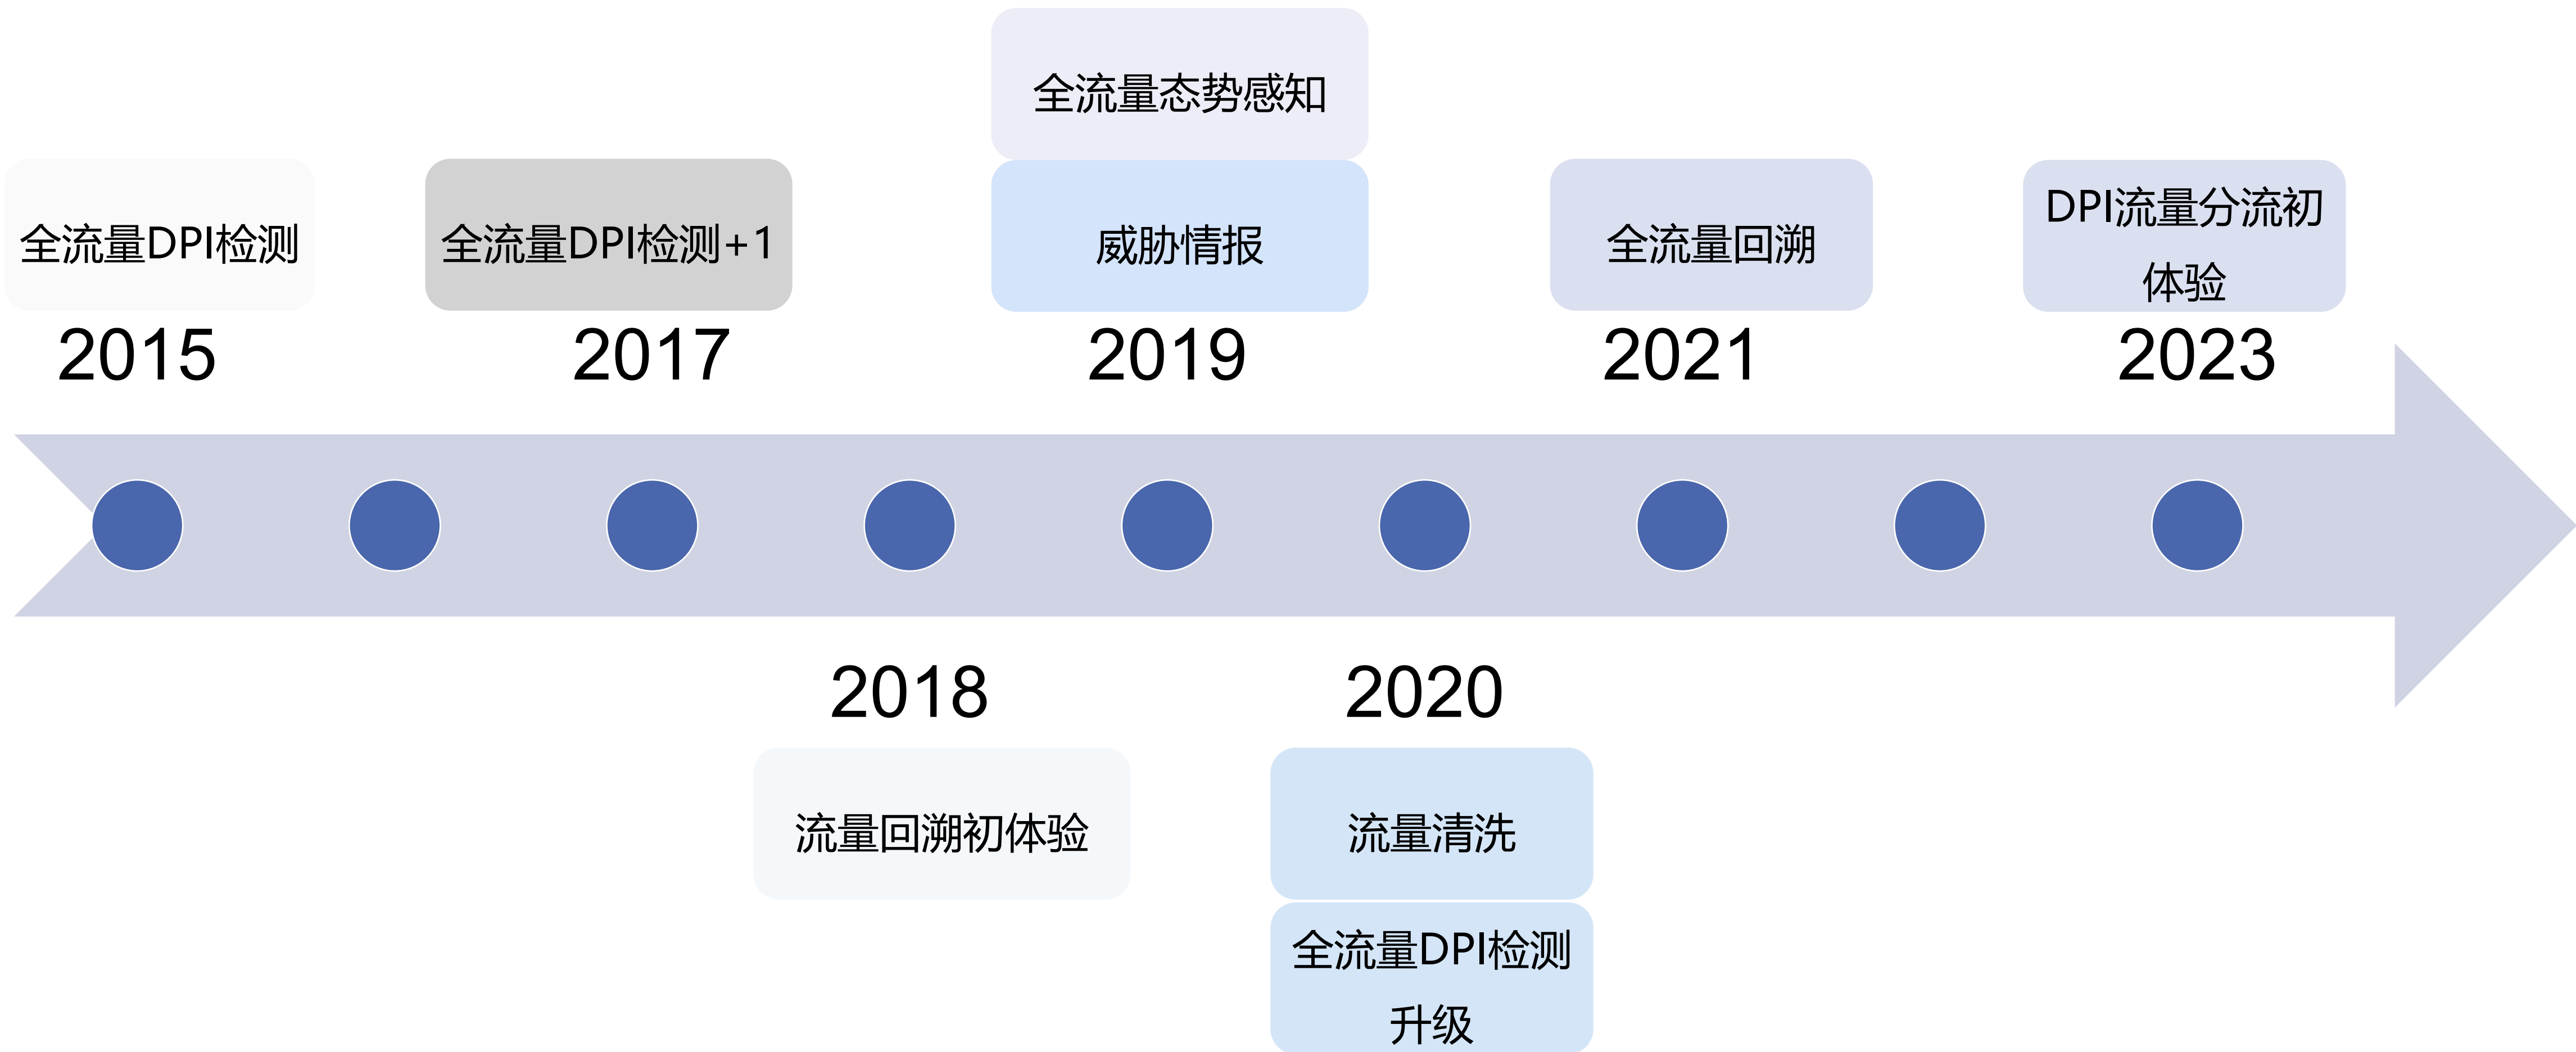 全流量态势感知
全流量DPI检测
全流量DPI检测+1
威胁情报
全流量回溯
DPI流量分流初
体验
2015
2017
2019
2021
2023
2018
2020
流量回溯初体验
流量清洗
全流量DPI检测
升级